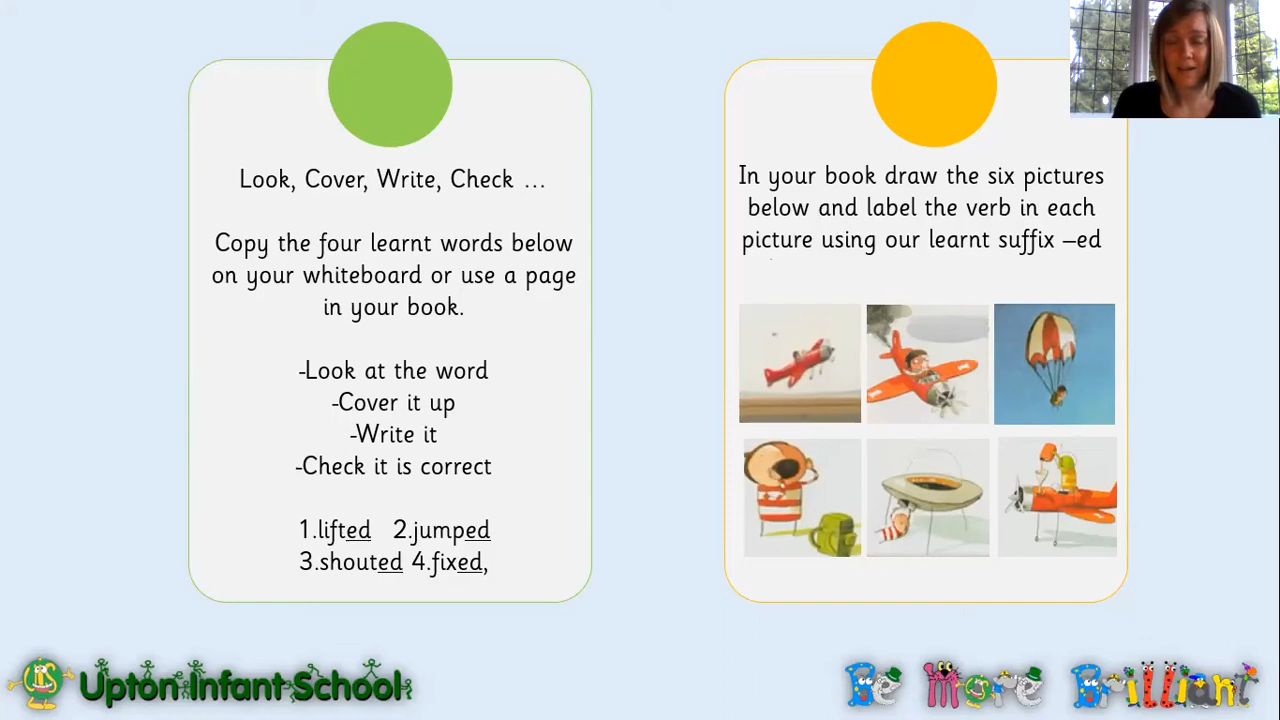 Look, Cover, Write, Check ...
Copy the four learnt words below
on your whiteboard or use a page
in your book.
-Look at the word
-Cover it up
-Write it
-Check it is correct
1.lifted 2.jumped
3.shouted 4.fixed,
In your book draw the six pictures
below and label the verb in each
picture using our learnt suffix –ed
Upton Infant School
Be More Brilliant